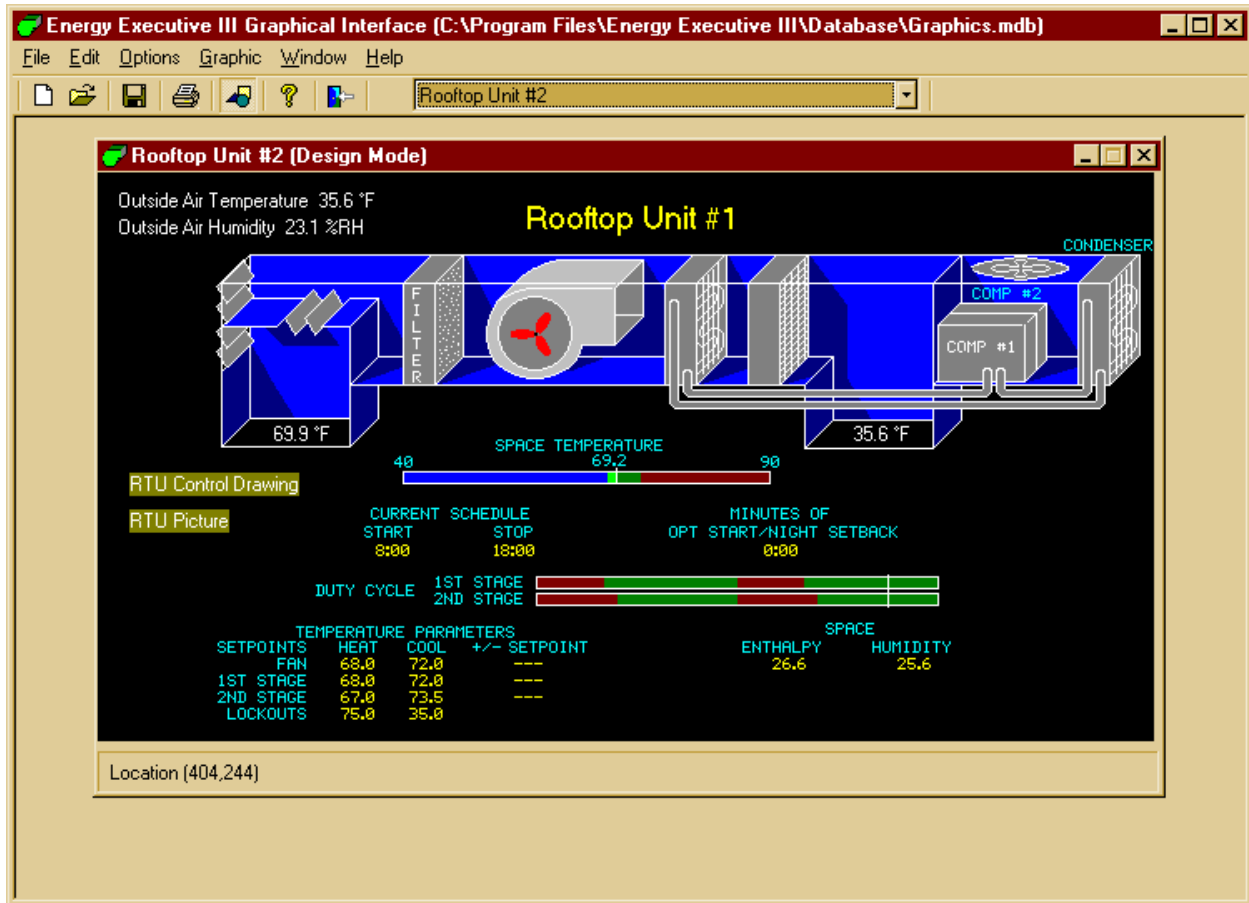 Energy Executive III Graphical Interface (C:\Program Files\Energy Executive III\Database\Graphics.mdb)
File Edit Options Graphic Window Help
Rooftop Unit #2
Rooftop Unit #2 (Design Mode)
Outside Air Temperature 35.6 °F
Outside Air Humidity 23.1 %RH
Rooftop Unit #1
CONDENSER
FILTER
COMP #2
COMP #1
69.9 °F
35.6 °F
SPACE TEMPERATURE
40 69.2 90
RTU Control Drawing
RTU Picture
CURRENT SCHEDULE
START STOP
8:00 18:00
MINUTES OF
OPT START/NIGHT SETBACK
0:00
DUTY CYCLE
1ST STAGE
2ND STAGE
TEMPERATURE PARAMETERS
SETPOINTS HEAT COOL +/- SETPOINT
FAN 68.0 72.0 ---
1ST STAGE 68.0 72.0 ---
2ND STAGE 67.0 73.5 ---
LOCKOUTS 75.0 35.0
SPACE
ENTHALPY HUMIDITY
26.6 25.6
Location (404,244)